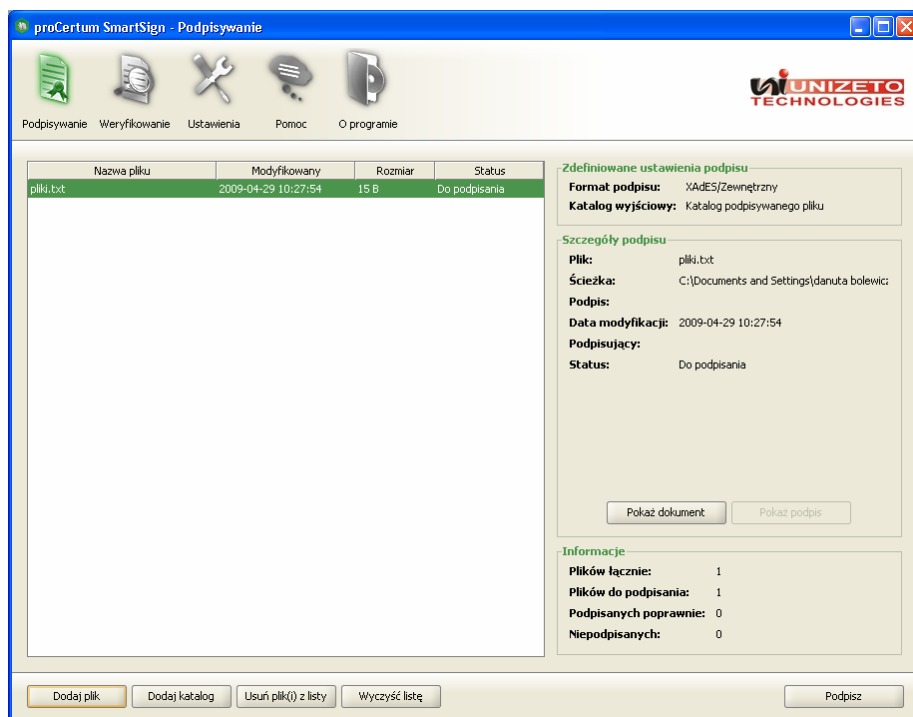 proCertum SmartSign - Podpisywanie
Podpisywanie Weryfikowanie Ustawienia Pomoc O programie
UNIZETO
TECHNOLOGIES
Nazwa pliku Modyfikowany Rozmiar Status
pliki.txt 2009-04-29 10:27:54 15 B Do podpisania
Zdefiniowane ustawienia podpisu
Format podpisu: XAdES/Zewnętrzny
Katalog wyjściowy: Katalog podpisywanego pliku
Szczegóły podpisu
Plik: pliki.txt
Ścieżka: C:\Documents and Settings\danuta bolewicz
Podpis:
Data modyfikacji: 2009-04-29 10:27:54
Podpisujący:
Status: Do podpisania
Pokaż dokument Pokaż podpis
Informacje
Plików łącznie: 1
Plików do podpisania: 1
Podpisanych poprawnie: 0
Niepodpisanych: 0
Dodaj plik Dodaj katalog Usuń plik(i) z listy Wyczyść listę Podpisz